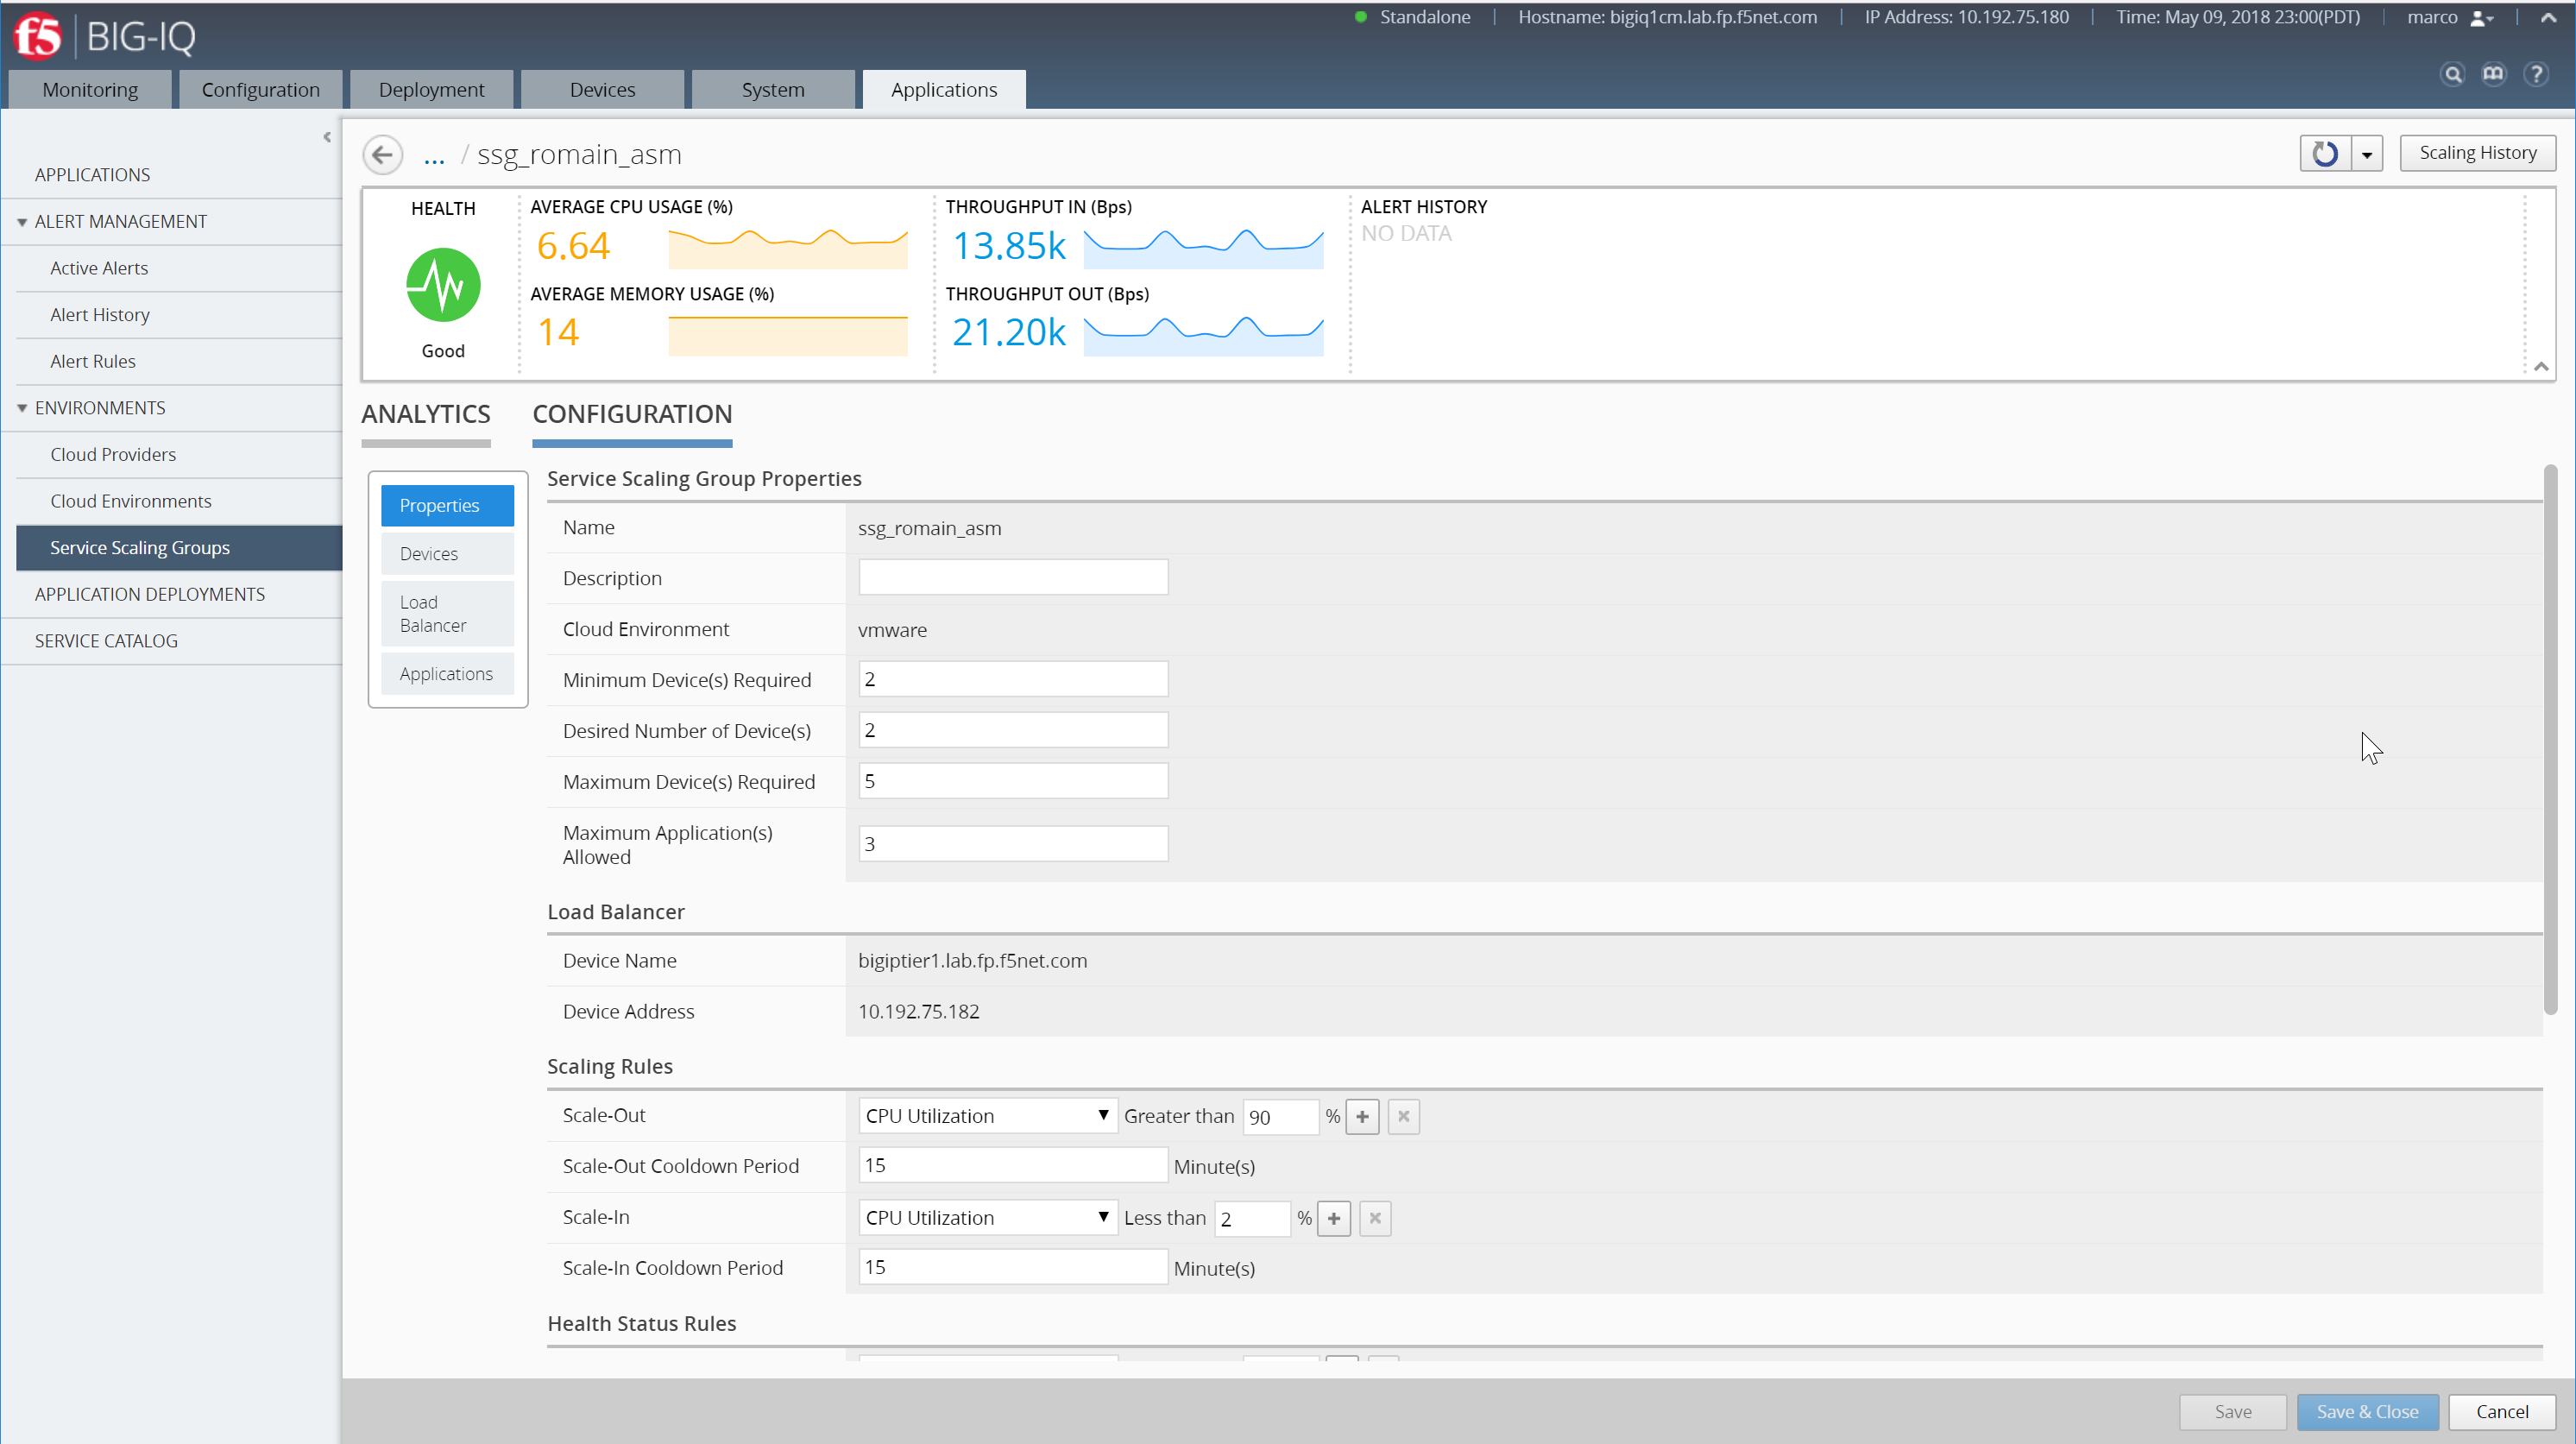 f5 BIG-IQ
Standalone | Hostname: bigiq1cm.lab.fp.f5net.com | IP Address: 10.192.75.180 | Time: May 09, 2018 23:00(PDT) | marco
Monitoring Configuration Deployment Devices System Applications
?
APPLICATIONS
ALERT MANAGEMENT
Active Alerts
Alert History
Alert Rules
ENVIRONMENTS
Cloud Providers
Cloud Environments
Service Scaling Groups
APPLICATION DEPLOYMENTS
SERVICE CATALOG
... / ssg_romain_asm
Scaling History
HEALTH
Good
AVERAGE CPU USAGE (%)
6.64
AVERAGE MEMORY USAGE (%)
14
THROUGHPUT IN (Bps)
13.85k
THROUGHPUT OUT (Bps)
21.20k
ALERT HISTORY
NO DATA
ANALYTICS CONFIGURATION
Properties
Devices
Load
Balancer
Applications
Service Scaling Group Properties
Name ssg_romain_asm
Description
Cloud Environment vmware
Minimum Device(s) Required 2
Desired Number of Device(s) 2
Maximum Device(s) Required 5
Maximum Application(s)
Allowed 3
Load Balancer
Device Name bigiptier1.lab.fp.f5net.com
Device Address 10.192.75.182
Scaling Rules
Scale-Out CPU Utilization Greater than 90 %
Scale-Out Cooldown Period 15 Minute(s)
Scale-In CPU Utilization Less than 2 %
Scale-In Cooldown Period 15 Minute(s)
Health Status Rules
Save Save & Close Cancel